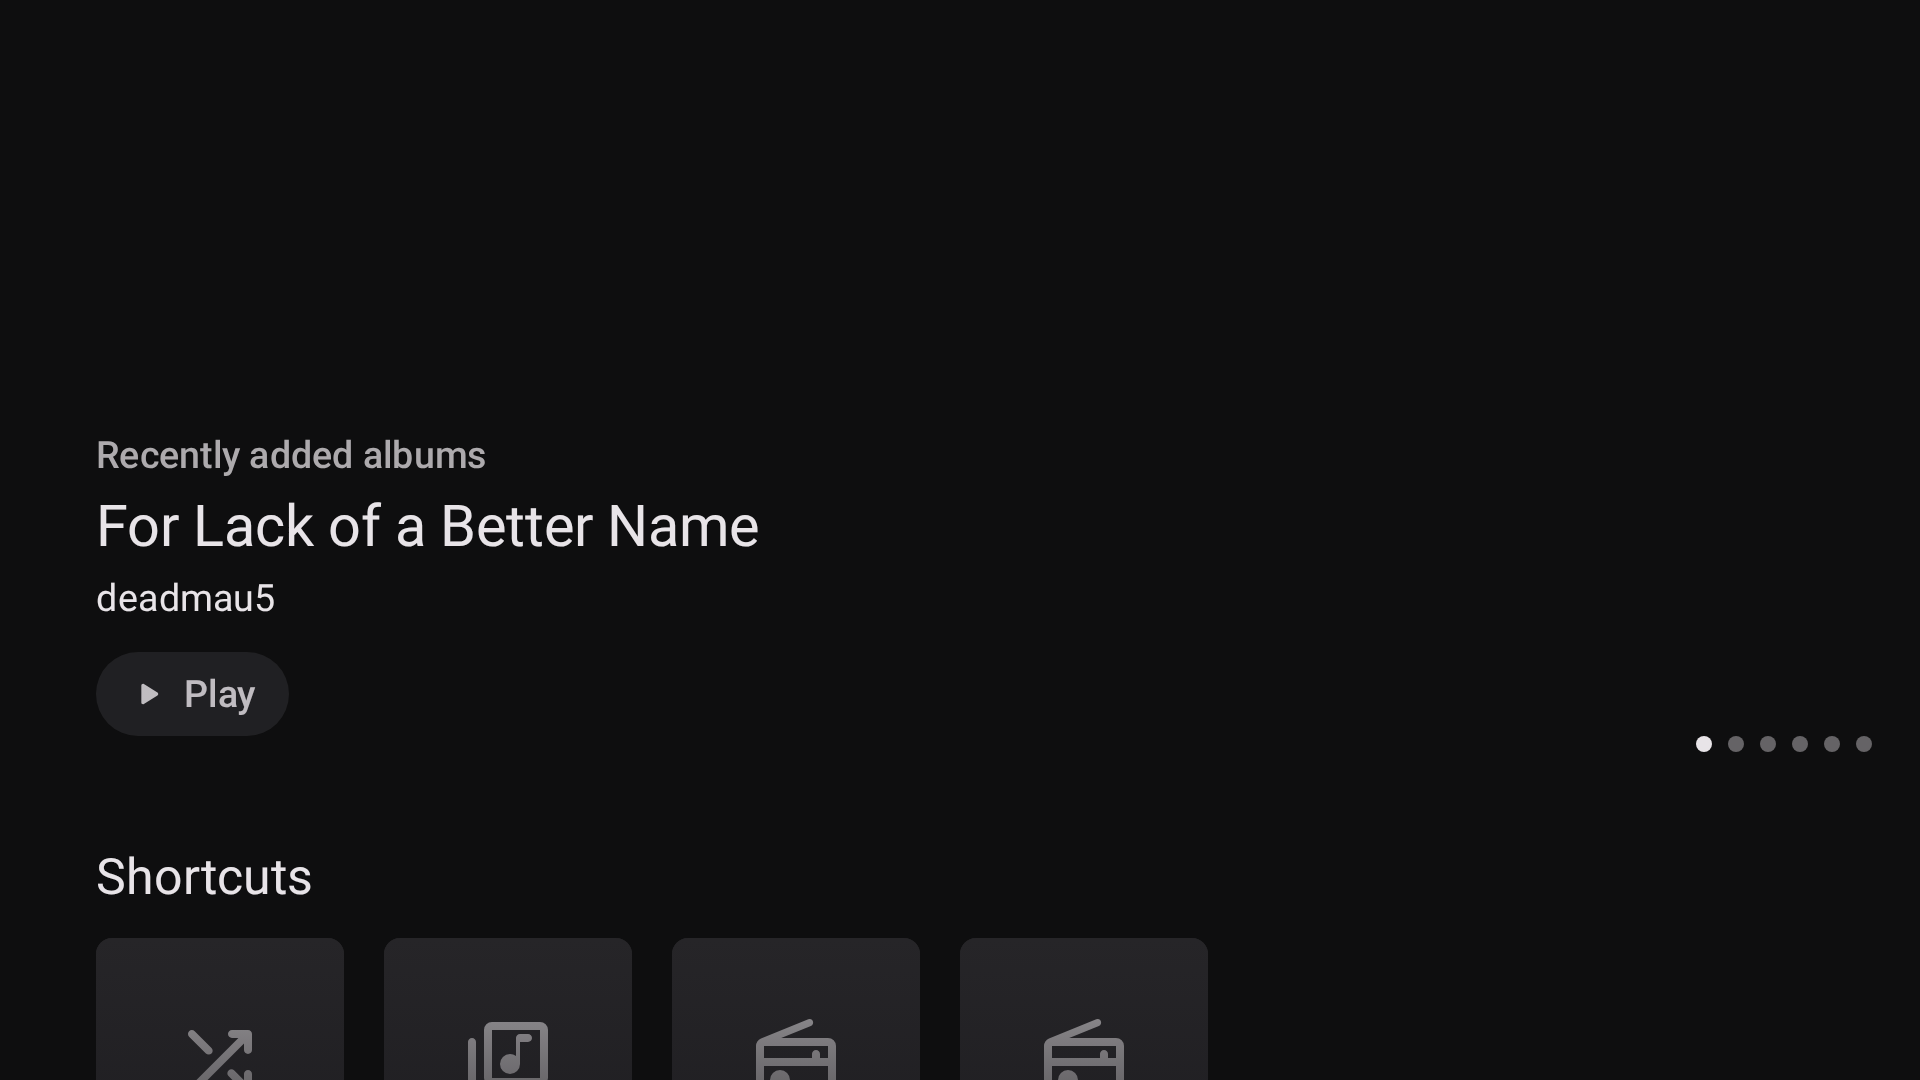 Recently added albums
For Lack of a Better Name
deadmau5
Play
Shortcuts